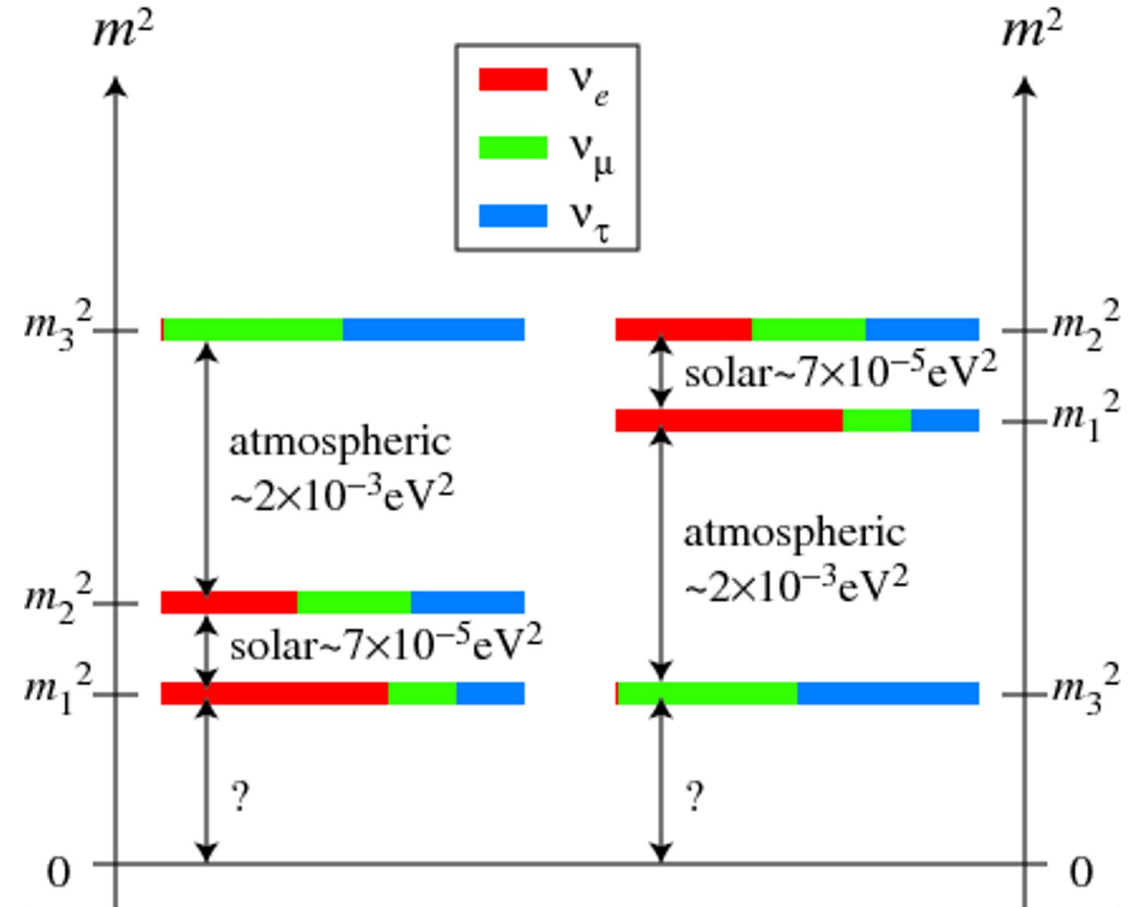 m² m²
νₑ
ν_μ
ν_τ
m₃² m₂²
solar~7×10⁻⁵eV²
m₁²
atmospheric
~2×10⁻³eV²
atmospheric
~2×10⁻³eV²
m₂²
solar~7×10⁻⁵eV²
m₁² m₃²
? ?
0 0